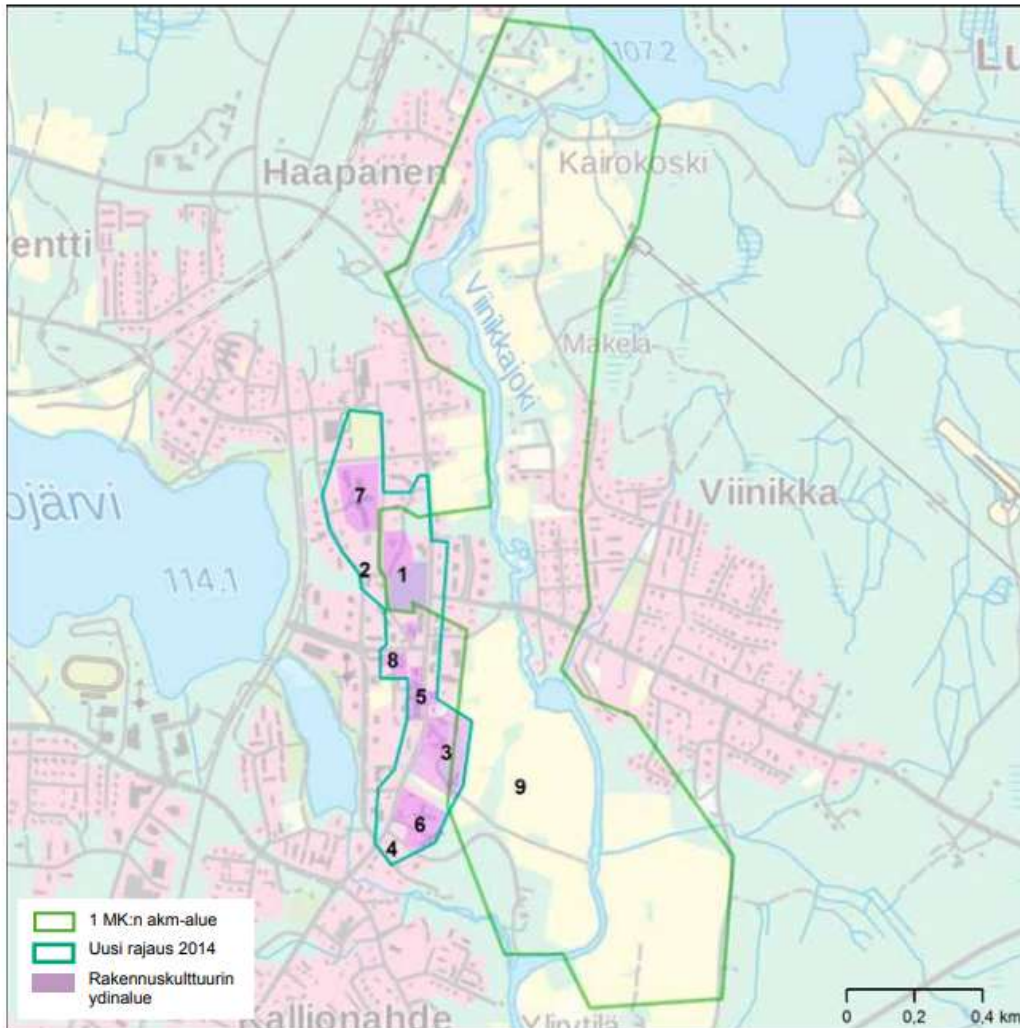 107.2
Lu
Haapanen
Kairokoski
entti
Viinikkajoki
Mäkelä
Viinikka
ojärvi
7
114.1
2
1
8
5
3
9
6
4
1 MK:n akm-alue
Uusi rajaus 2014
Rakennuskulttuurin
ydinalue
Kallionahde
0
0,2
0,4 km